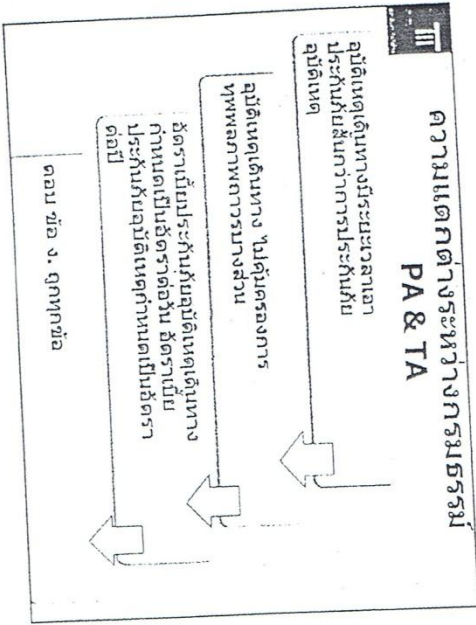 ความแตกต่างระหว่างกรมธรรม์
PA & TA
อุบัติเหตุเดินทางมีระยะเวลาเอา
ประกันภัยสั้นกว่าการประกันภัย
อุบัติเหตุ
อุบัติเหตุเดินทาง ไม่คุ้มครองการ
ทุพพลภาพถาวรบางส่วน
อัตราเบี้ยประกันภัยอุบัติเหตุเดินทาง
กำหนดเป็นอัตราต่อวัน อัตราเบี้ย
ประกันภัยอุบัติเหตุกำหนดเป็นอัตรา
ต่อปี
ตอบ ข้อ ง. ถูกทุกข้อ